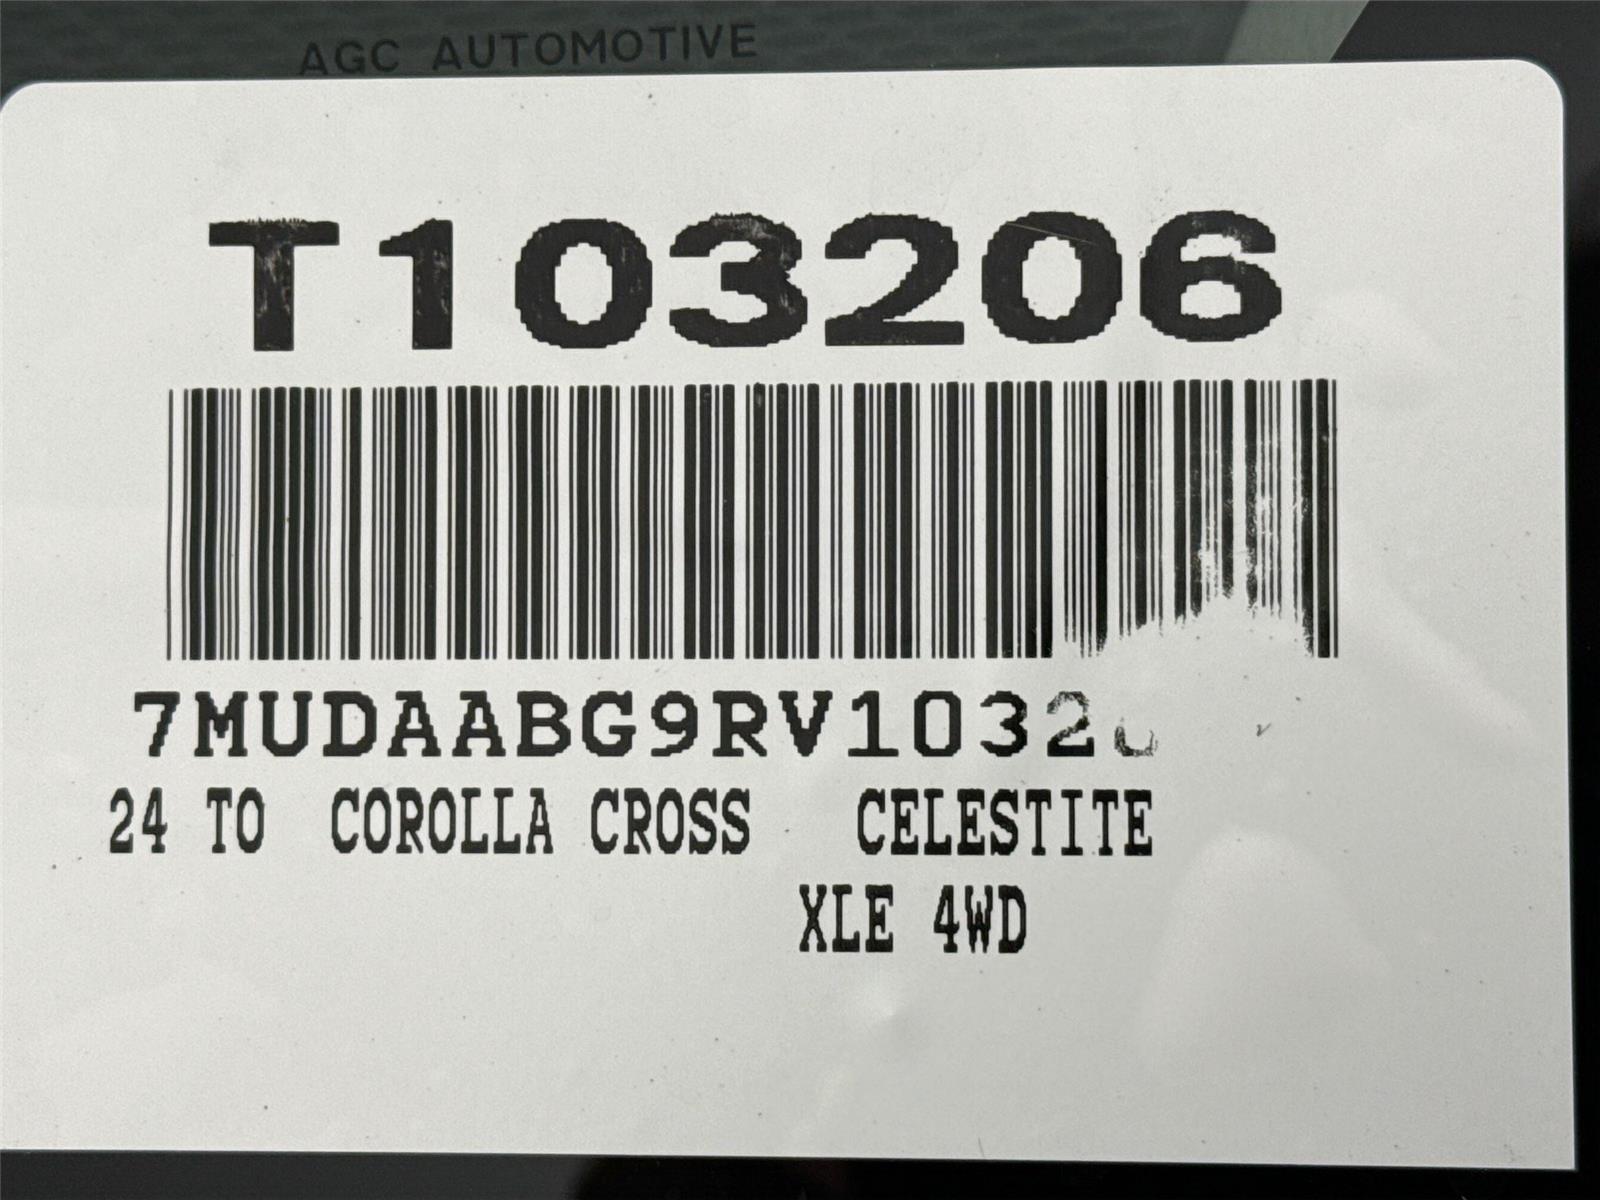 AGC AUTOMOTIVE
T103206
7MUDAABG9RV1032
24 TO COROLLA CROSS CELESTITE
XLE 4WD